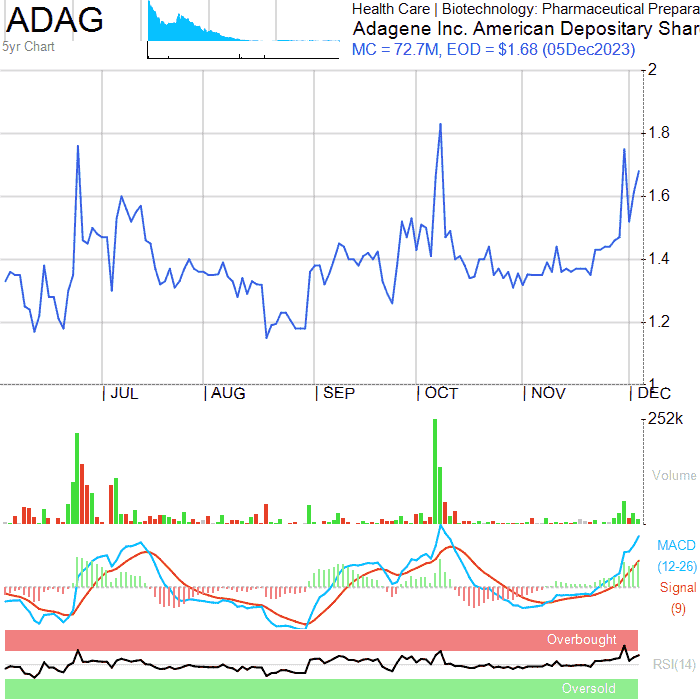 ADAG
5yr Chart
Health Care | Biotechnology: Pharmaceutical Prepara
Adagene Inc. American Depositary Shar
MC = 72.7M, EOD = $1.68 (05Dec2023)
2
1.8
1.6
1.4
1.2
1
| JUL | AUG | SEP | OCT | NOV | DEC
252k
Volume
MACD
(12-26)
Signal
(9)
Overbought
RSI(14)
Oversold